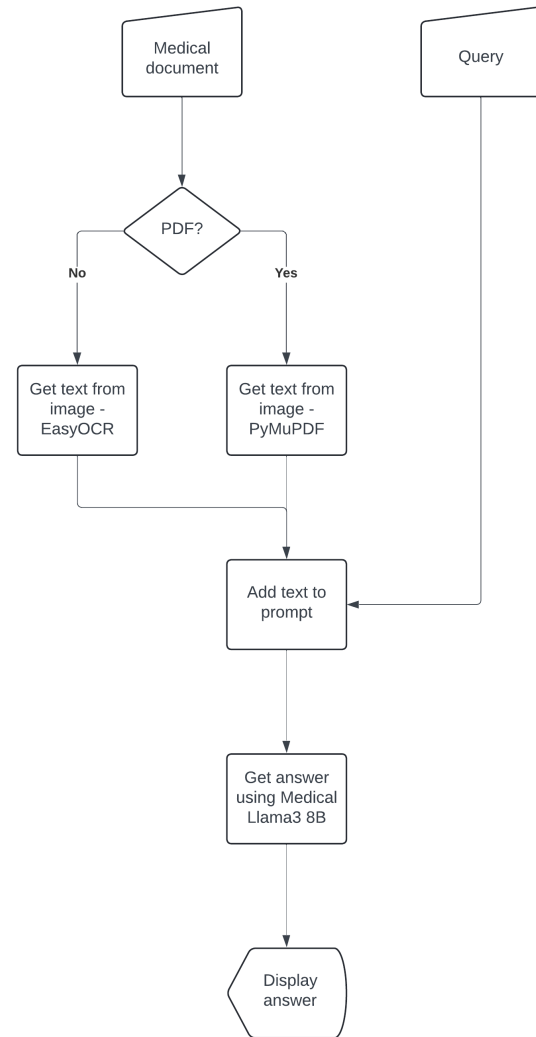 Medical
document
Query
PDF?
No
Yes
Get text from
image -
EasyOCR
Get text from
image -
PyMuPDF
Add text to
prompt
Get answer
using Medical
Llama3 8B
Display
answer